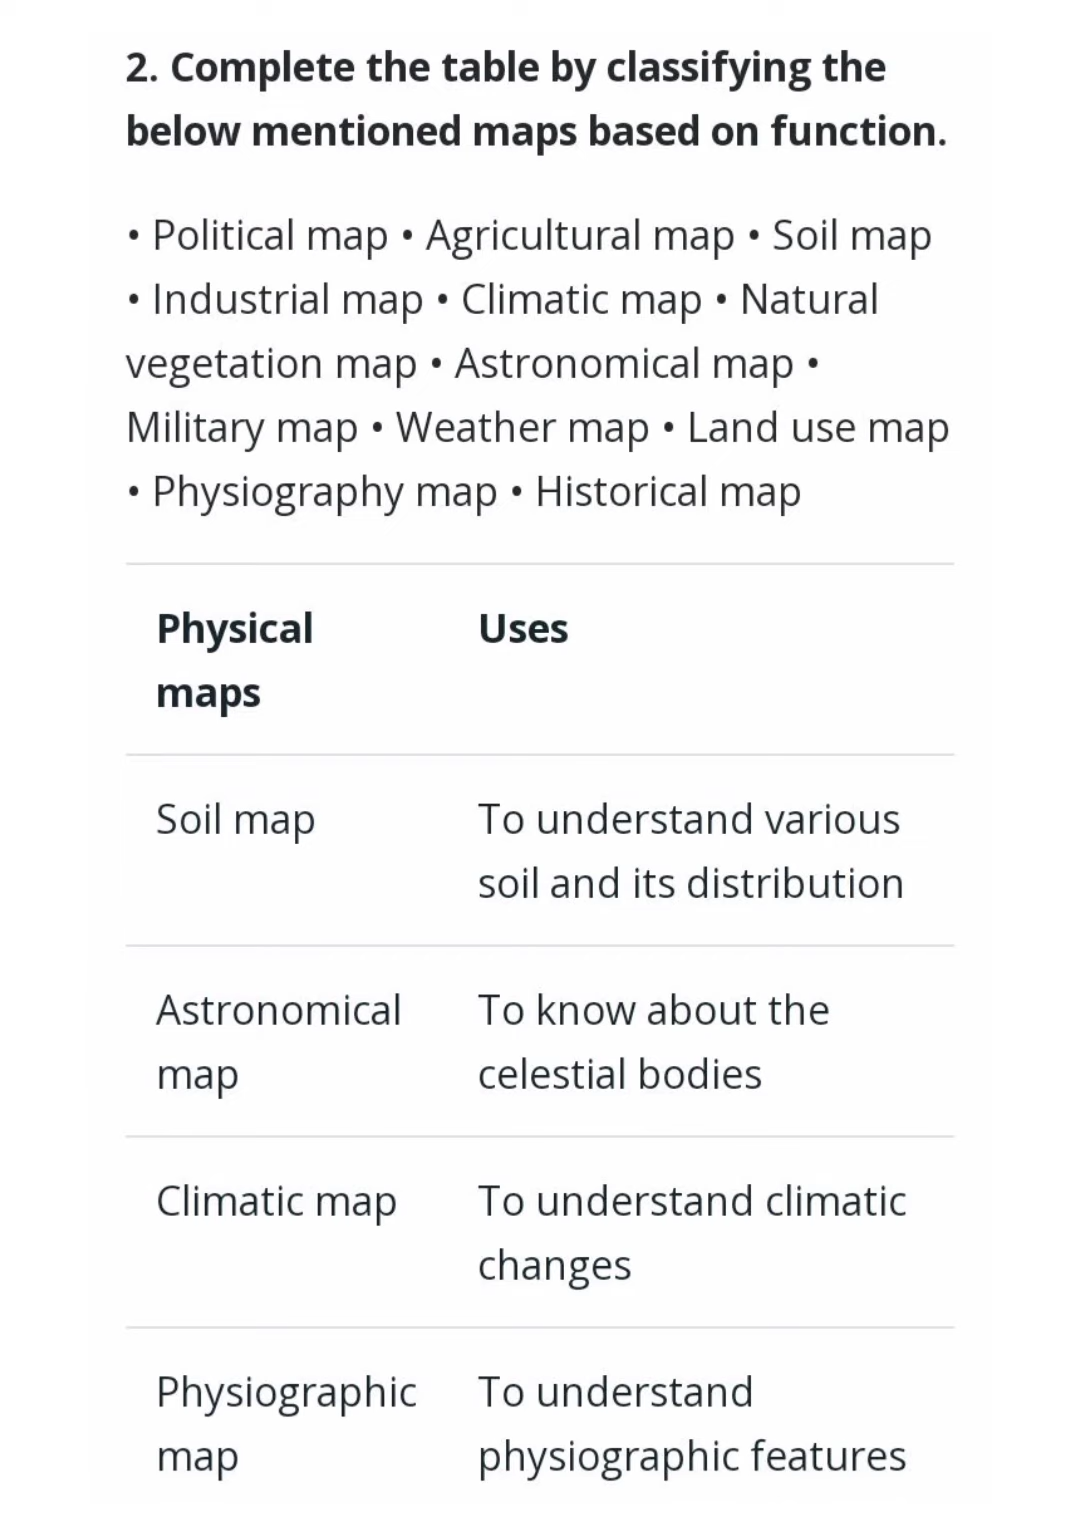 2. Complete the table by classifying the
below mentioned maps based on function.
• Political map • Agricultural map • Soil map
• Industrial map • Climatic map • Natural
vegetation map • Astronomical map •
Military map • Weather map • Land use map
• Physiography map • Historical map
Physical maps
Uses
Soil map
To understand various
soil and its distribution
Astronomical
map
To know about the
celestial bodies
Climatic map
To understand climatic
changes
Physiographic
map
To understand
physiographic features